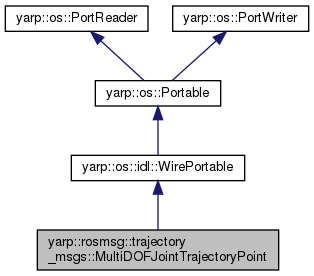 yarp::os::PortReader
yarp::os::PortWriter
yarp::os::Portable
yarp::os::idl::WirePortable
yarp::rosmsg::trajectory
_msgs::MultiDOFJointTrajectoryPoint